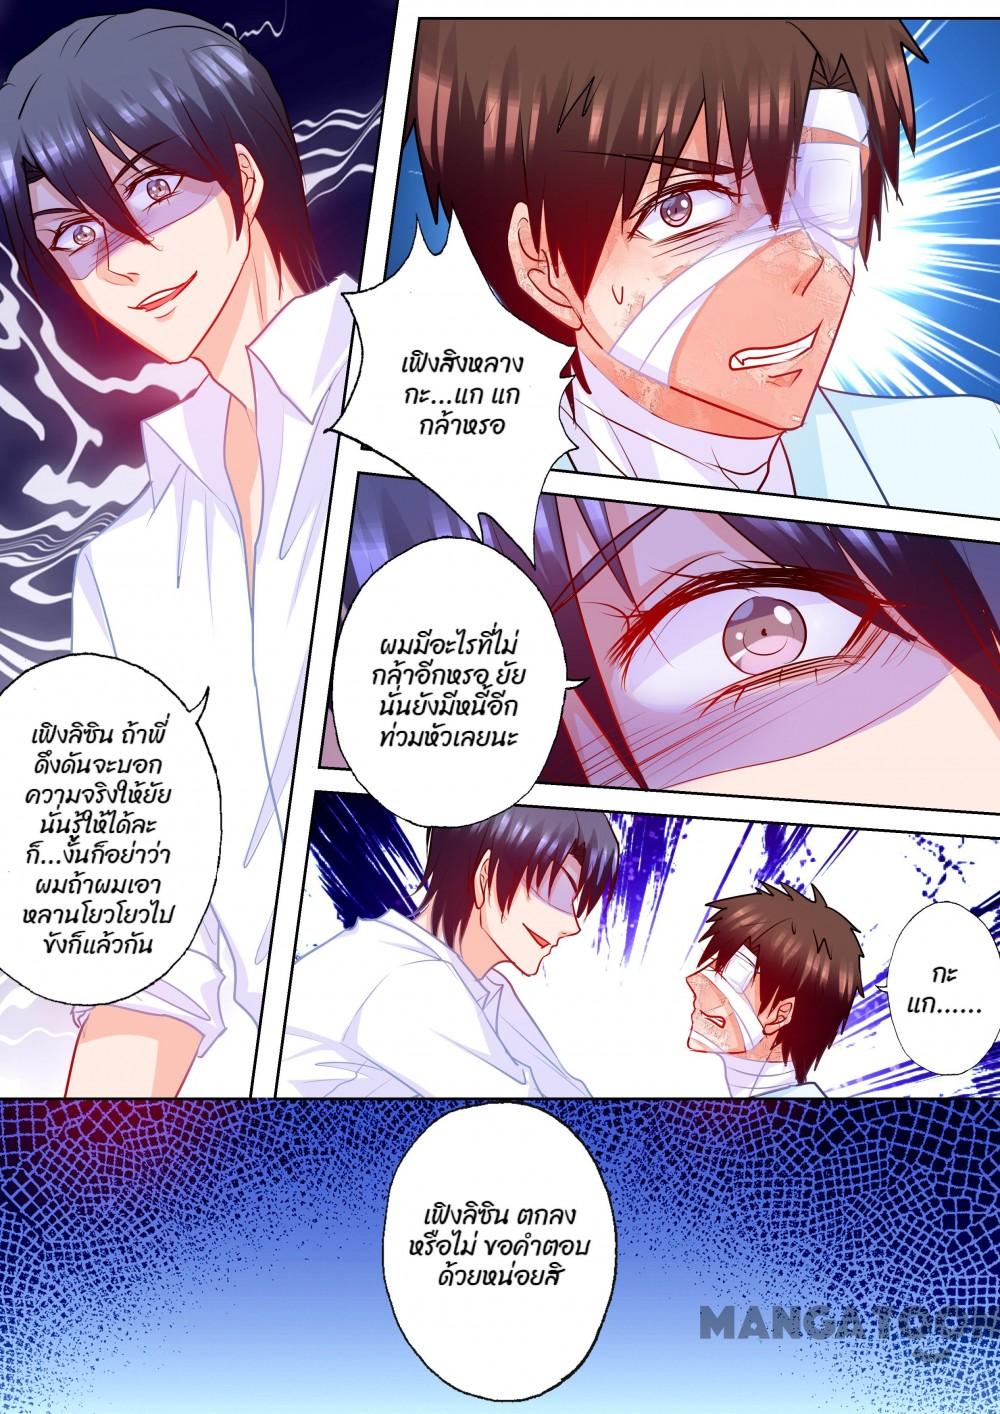 เฟิงสิงหลาง
กะ...แก แก
กล้าหรอ
ผมมีอะไรที่ไม่
กล้าอีกหรอ ยัย
นั่นยังมีหนี้อีก
ท่วมหัวเลยนะ
เฟิงลิซิน ถ้าพี่
ดึงดันจะบอก
ความจริงให้ยัย
นั่นรู้ให้ได้ละ
ก็...งั้นก็อย่าว่า
ผมถ้าผมเอา
หลานโยวโยวไป
ขังก็แล้วกัน
กะ
แก......
เฟิงลิซิน ตกลง
หรือไม่ ขอคำตอบ
ด้วยหน่อยสิ
MANGATOON